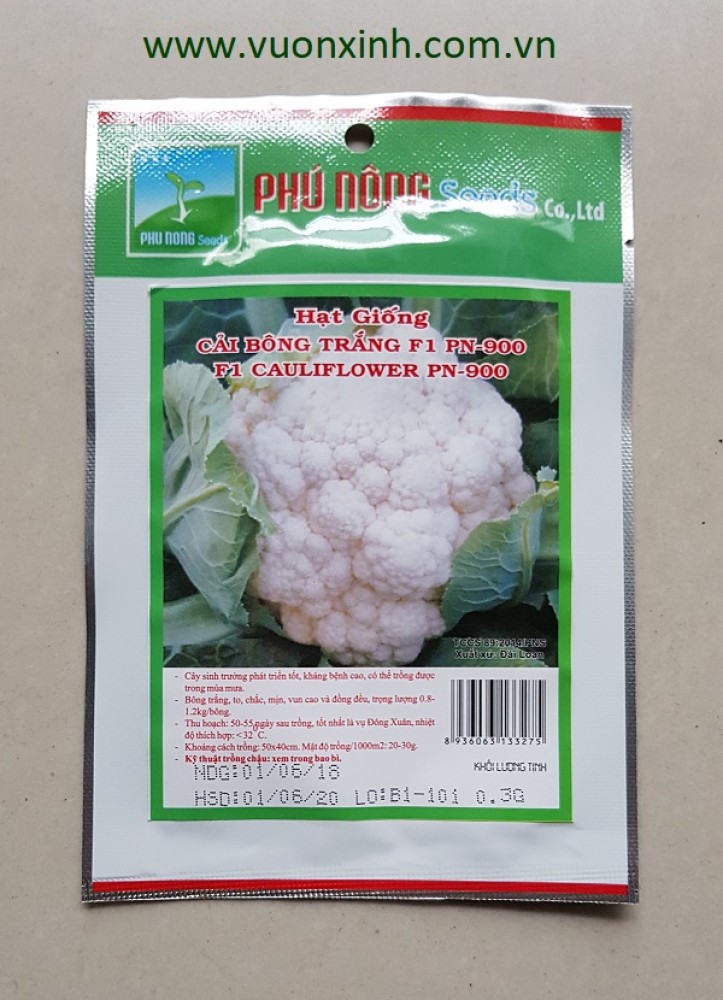 www.vuonxinh.com.vn
PHU NONG Seeds
PHÚ NÔNG Seeds Co.,Ltd
Hạt Giống
CẢI BÔNG TRẮNG F1 PN-900
F1 CAULIFLOWER PN-900
TCCS 89:2014/PNS
Xuất xứ: Đài Loan
- Cây sinh trưởng phát triển tốt, kháng bệnh cao, có thể trồng được
trong mùa mưa.
- Bông trắng, to, chắc, mịn, vun cao và đồng đều, trọng lượng 0.8-
1.2kg/bông.
- Thu hoạch: 50-55 ngày sau trồng, tốt nhất là vụ Đông Xuân, nhiệt
độ thích hợp: <32°C.
- Khoảng cách trồng: 50x40cm. Mật độ trồng/1000m2: 20-30g.
- Kỹ thuật trồng chậu: xem trong bao bì.
8 936063 133275
KHỐI LƯỢNG TỊNH
NDG:01/06/18
HSD:01/06/20 LO:B1-101 0.3G